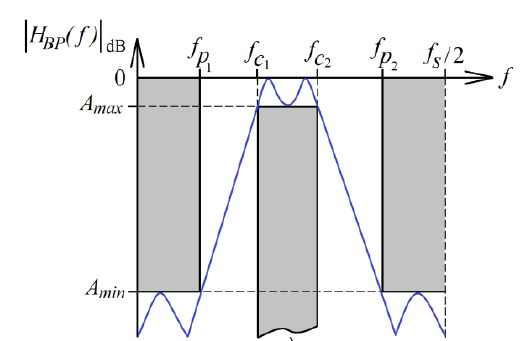 |H_BP(f)|_dB
f_p₁ f_c₁ f_c₂ f_p₂ f_s/2
0
f
A_max
A_min